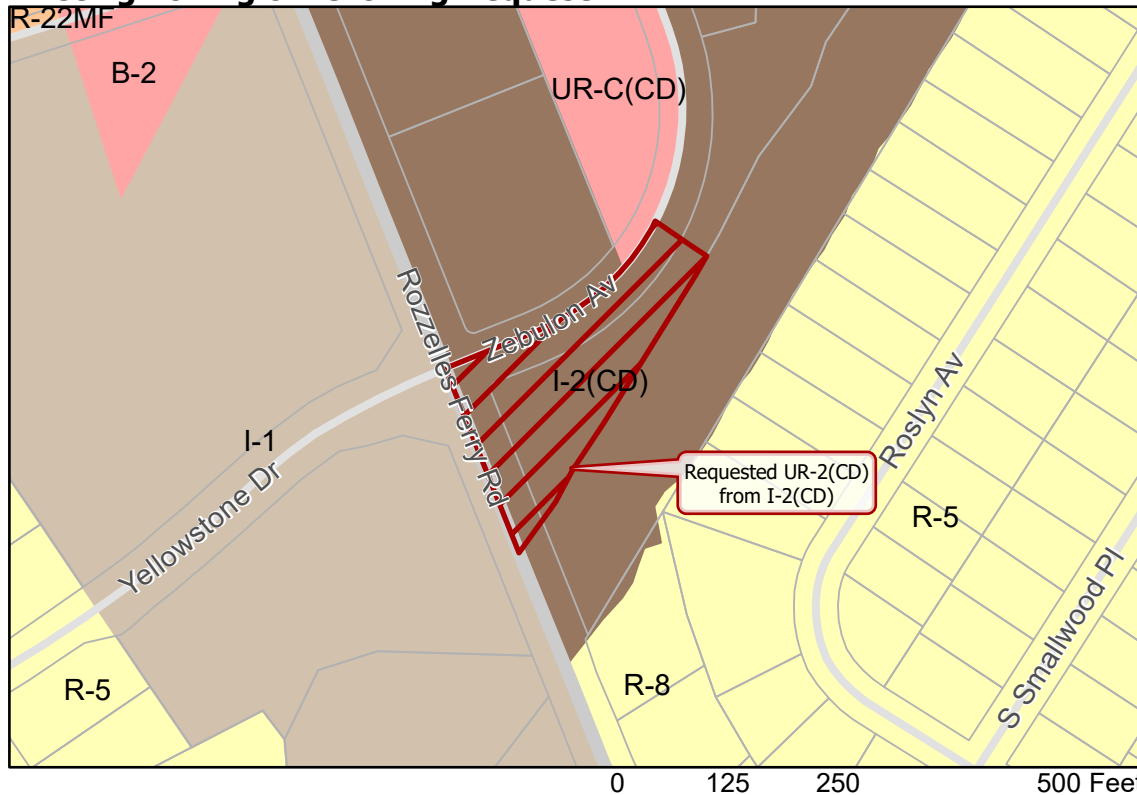 R-22MF
B-2
UR-C(CD)
Rozzelles Ferry Rd
Zebulon Av
I-2(CD)
I-1
Yellowstone Dr
Requested UR-2(CD)
from I-2(CD)
Roslyn Av
R-5
S Smallwood Pl
R-5
R-8
0 125 250 500 Feet